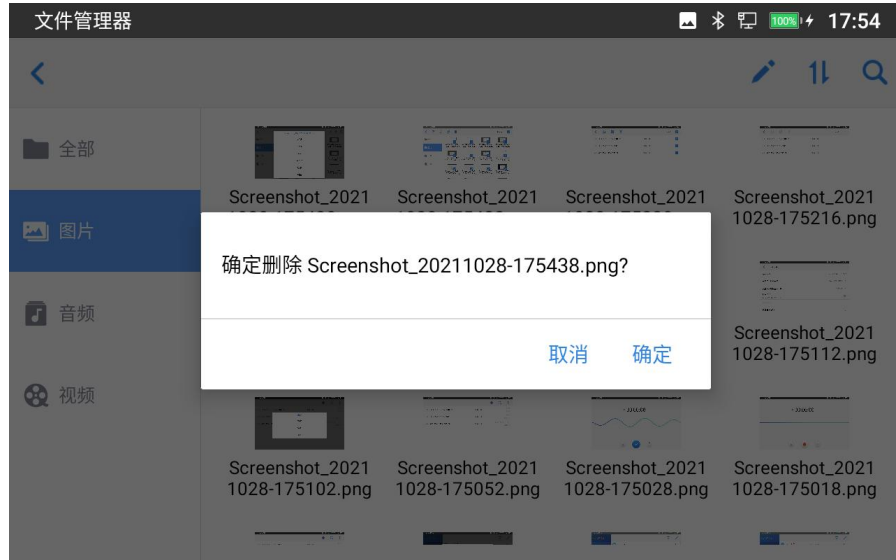 文件管理器
100%
17:54
全部
图片
音频
视频
Screenshot_2021
Screenshot_2021
Screenshot_2021
Screenshot_2021
1028-175216.png
确定删除 Screenshot_20211028-175438.png?
取消
确定
Screenshot_2021
1028-175112.png
Screenshot_2021
1028-175102.png
Screenshot_2021
1028-175052.png
Screenshot_2021
1028-175028.png
Screenshot_2021
1028-175018.png